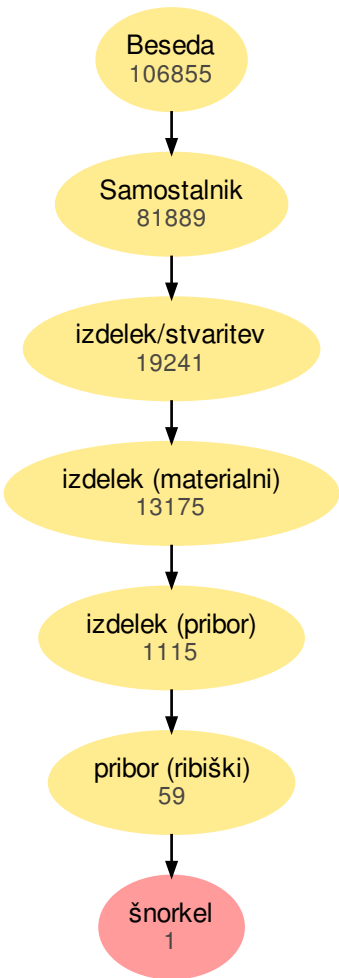 Beseda
106855
Samostalnik
81889
izdelek/stvaritev
19241
izdelek (materialni)
13175
izdelek (pribor)
1115
pribor (ribiški)
59
šnorkel
1